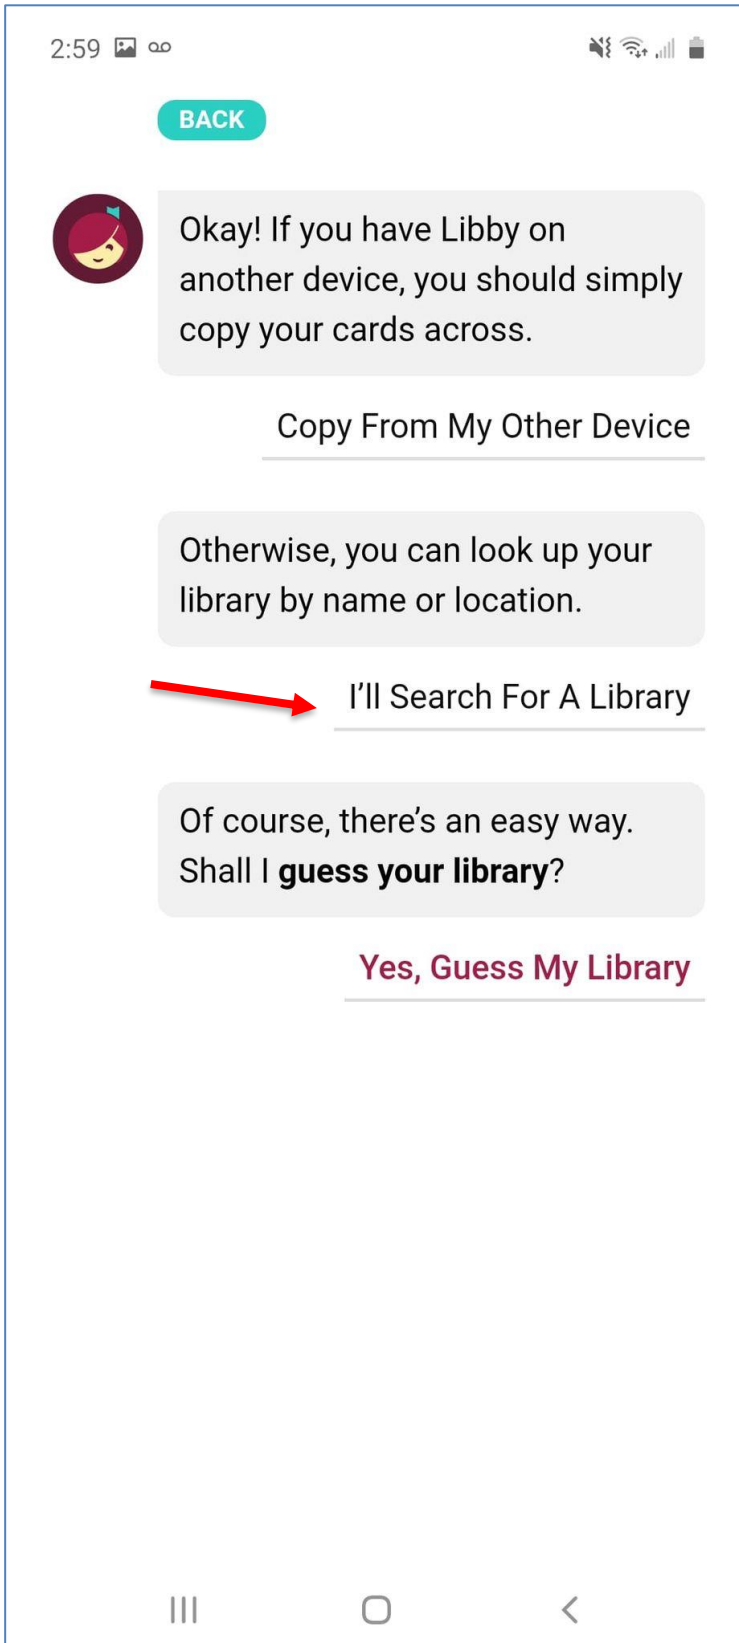 2:59
BACK
Okay! If you have Libby on
another device, you should simply
copy your cards across.
Copy From My Other Device
Otherwise, you can look up your
library by name or location.
I’ll Search For A Library
Of course, there’s an easy way.
Shall I guess your library?
Yes, Guess My Library